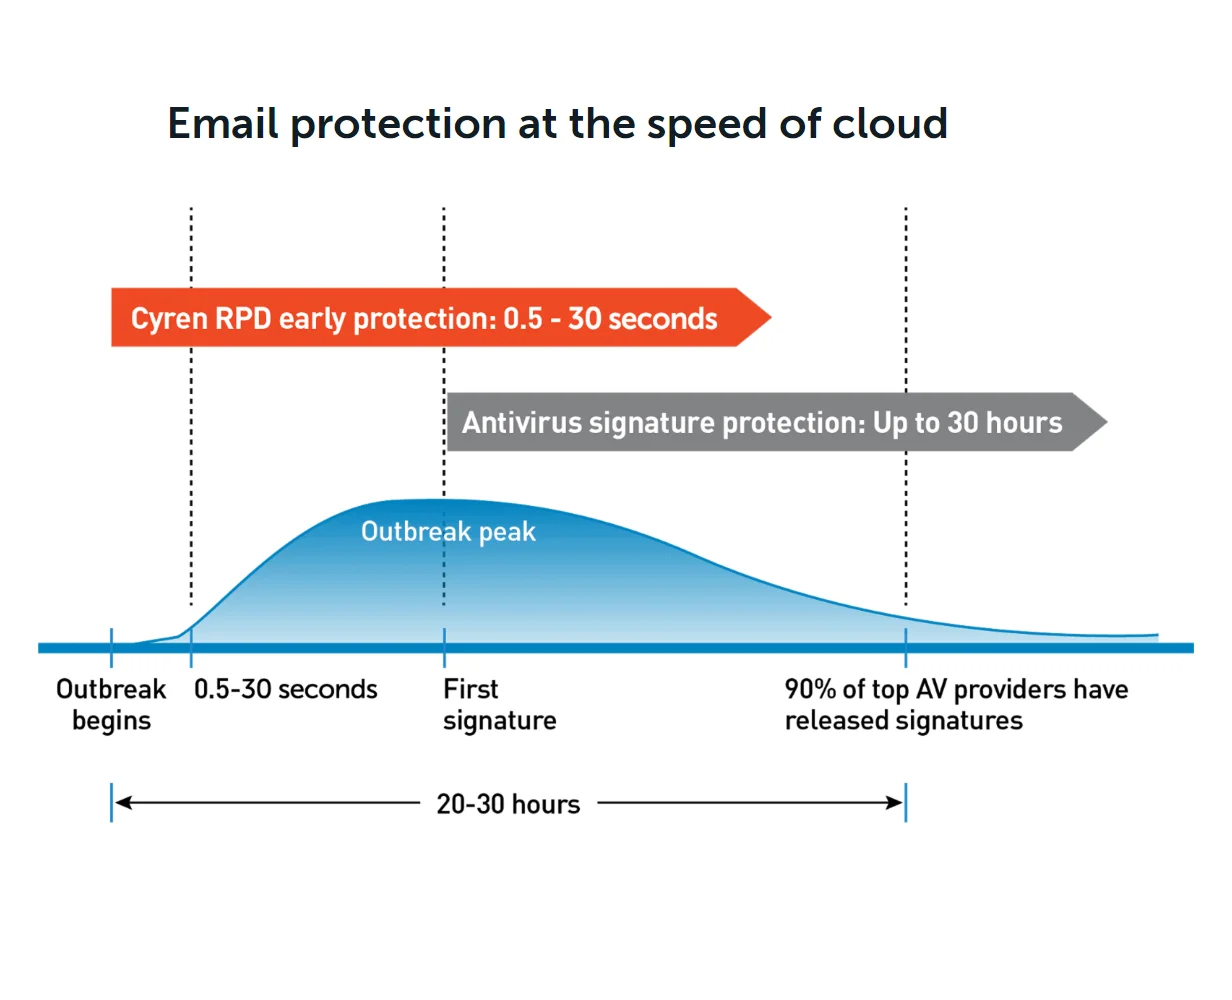 Email protection at the speed of cloud
Cyren RPD early protection: 0.5 - 30 seconds
Antivirus signature protection: Up to 30 hours
Outbreak peak
Outbreak
begins
0.5-30 seconds
First
signature
90% of top AV providers have
released signatures
20-30 hours